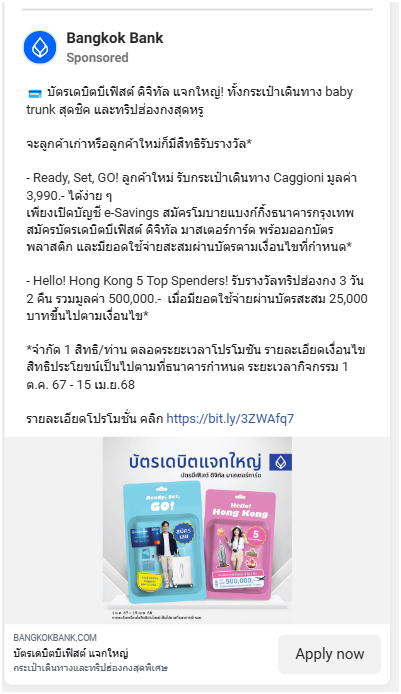 Bangkok Bank
Sponsored
บัตรเดบิตบีเฟิสต์ ดิจิทัล แจกใหญ่! ทั้งกระเป๋าเดินทาง baby
trunk สุดชิค และทริปฮ่องกงสุดหรู
จะลูกค้าเก่าหรือลูกค้าใหม่ก็มีสิทธิรับรางวัล*
- Ready, Set, GO! ลูกค้าใหม่ รับกระเป๋าเดินทาง Caggioni มูลค่า
3,990.- ได้ง่าย ๆ
เพียงเปิดบัญชี e-Savings สมัครโมบายแบงก์กิ้งธนาคารกรุงเทพ
สมัครบัตรเดบิตบีเฟิสต์ ดิจิทัล มาสเตอร์การ์ด พร้อมออกบัตร
พลาสติก และมียอดใช้จ่ายสะสมผ่านบัตรตามเงื่อนไขที่กำหนด*
- Hello! Hong Kong 5 Top Spenders! รับรางวัลทริปฮ่องกง 3 วัน
2 คืน รวมมูลค่า 500,000.- เมื่อมียอดใช้จ่ายผ่านบัตรสะสม 25,000
บาทขึ้นไปตามเงื่อนไข*
*จำกัด 1 สิทธิ/ท่าน ตลอดระยะเวลาโปรโมชัน รายละเอียดเงื่อนไข
สิทธิประโยชน์เป็นไปตามที่ธนาคารกำหนด ระยะเวลากิจกรรม 1
ต.ค. 67 - 15 เม.ย.68
รายละเอียดโปรโมชั่น คลิก https://bit.ly/3ZWAfq7
บัตรเดบิตแจกใหญ่
บัตรบีเฟิสต์ ดิจิทัล มาสเตอร์การ์ด
Ready, Set,
GO!
สมัคร
เลย
Hello!
Hong Kong
5
500,000.-
1 ต.ค. 67 - 15 เม.ย. 68
BANGKOKBANK.COM
บัตรเดบิตบีเฟิสต์ แจกใหญ่
กระเป๋าเดินทางและทริปฮ่องกงสุดพิเศษ
Apply now